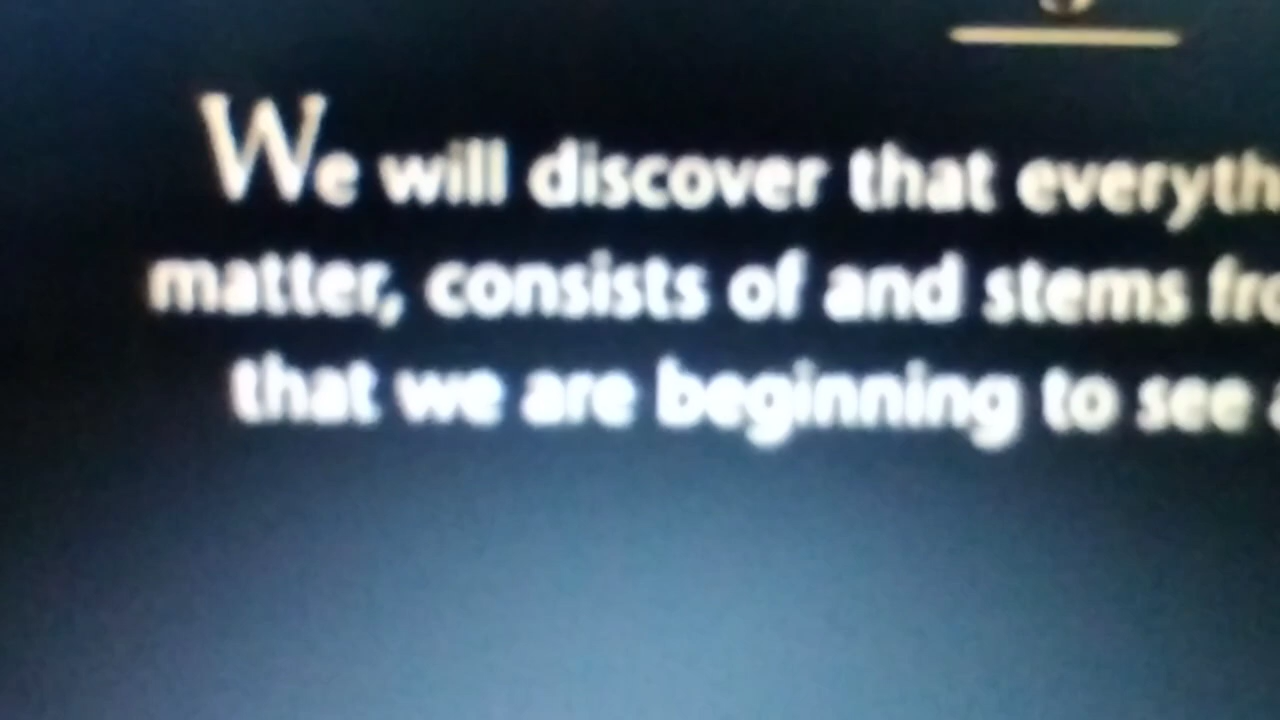 We will discover that everyth
matter, consists of and stems fro
that we are beginning to see